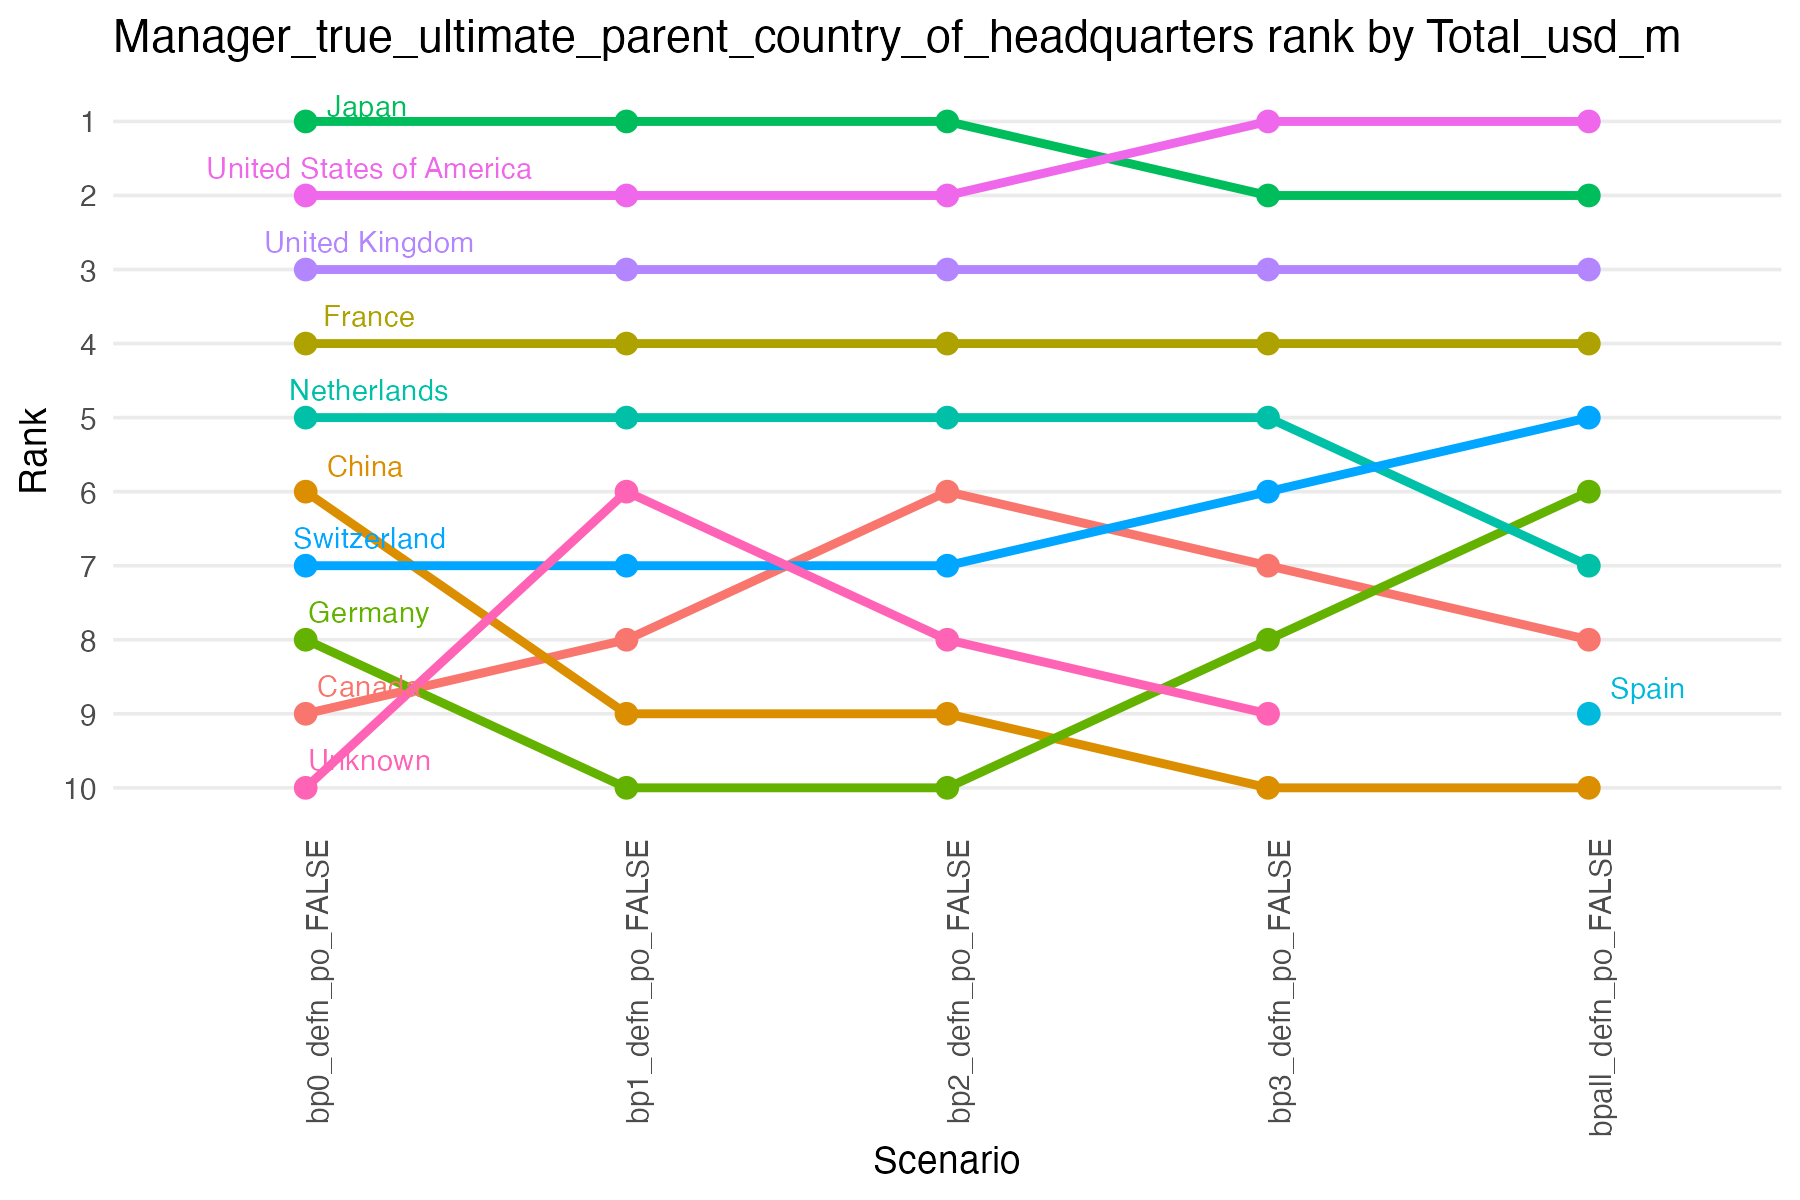 Manager_true_ultimate_parent_country_of_headquarters rank by Total_usd_m
Rank
1
2
3
4
5
6
7
8
9
10
Japan
United States of America
United Kingdom
France
Netherlands
China
Switzerland
Germany
Canada
Spain
Unknown
bp0_defn_po_FALSE
bp1_defn_po_FALSE
bp2_defn_po_FALSE
bp3_defn_po_FALSE
bpall_defn_po_FALSE
Scenario